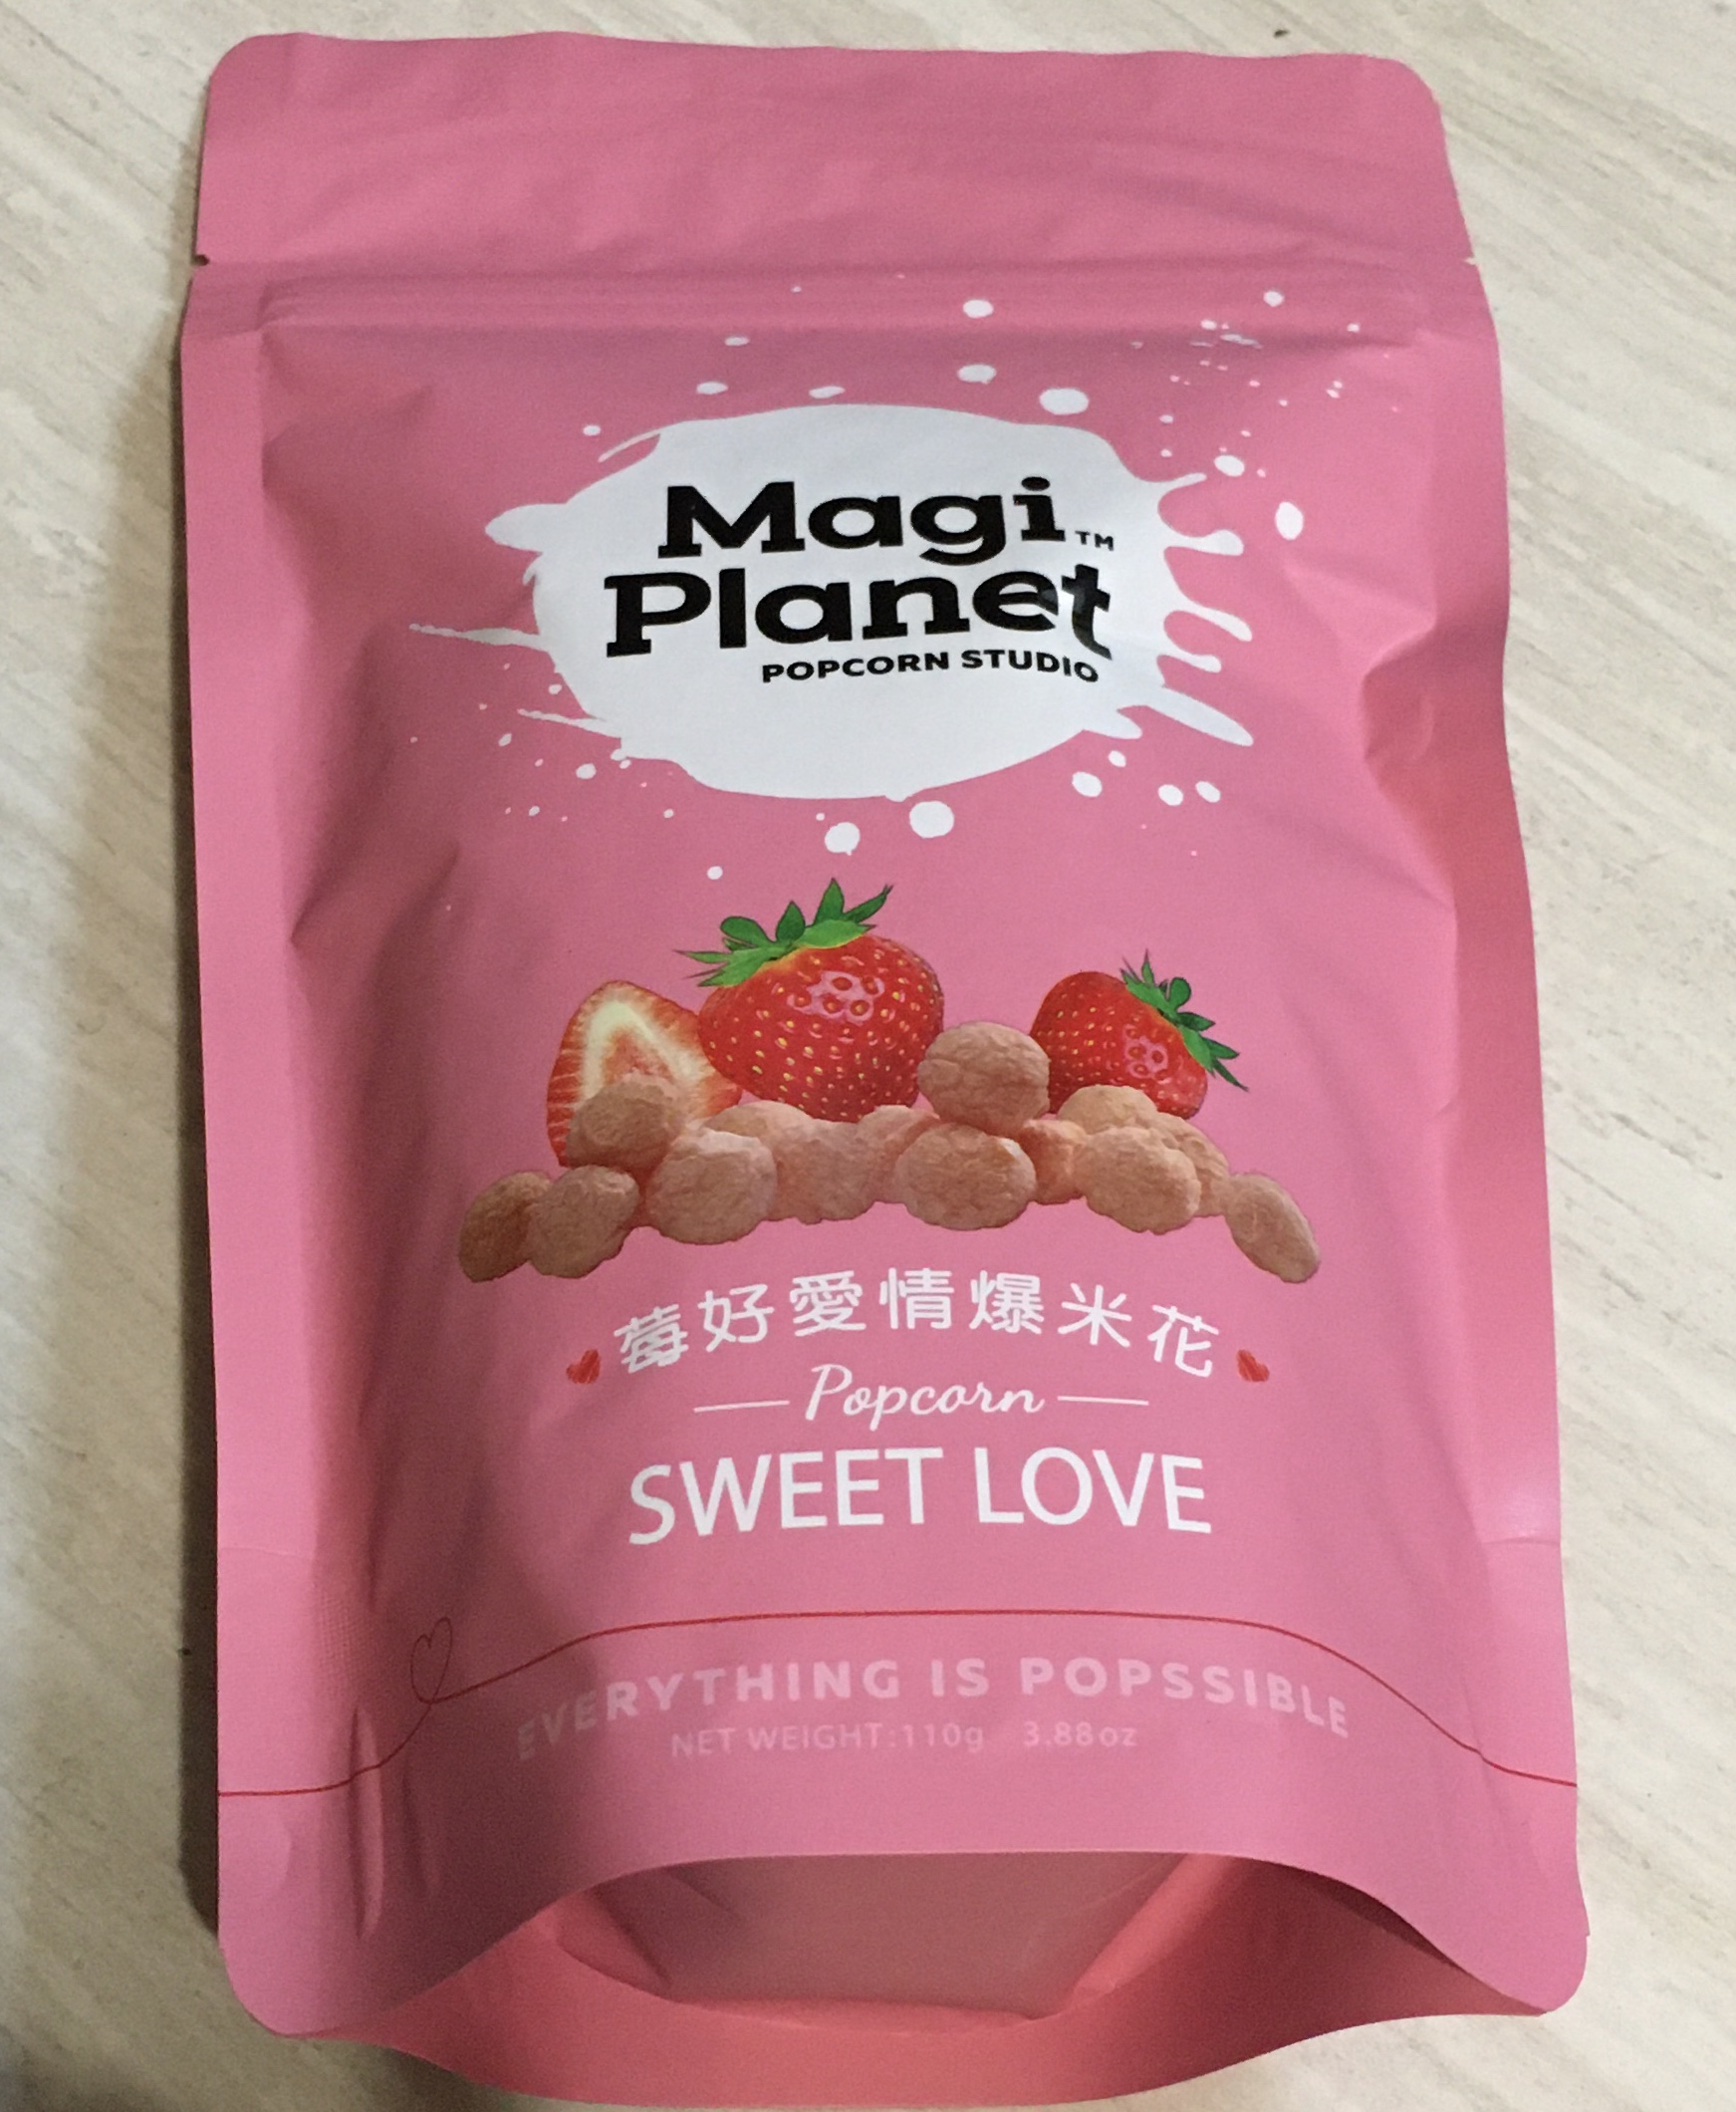 Magi™
Planet
POPCORN STUDIO
莓好愛情爆米花
Popcorn
SWEET LOVE
EVERYTHING IS POPSSIBLE
NET WEIGHT:110g 3.88oz